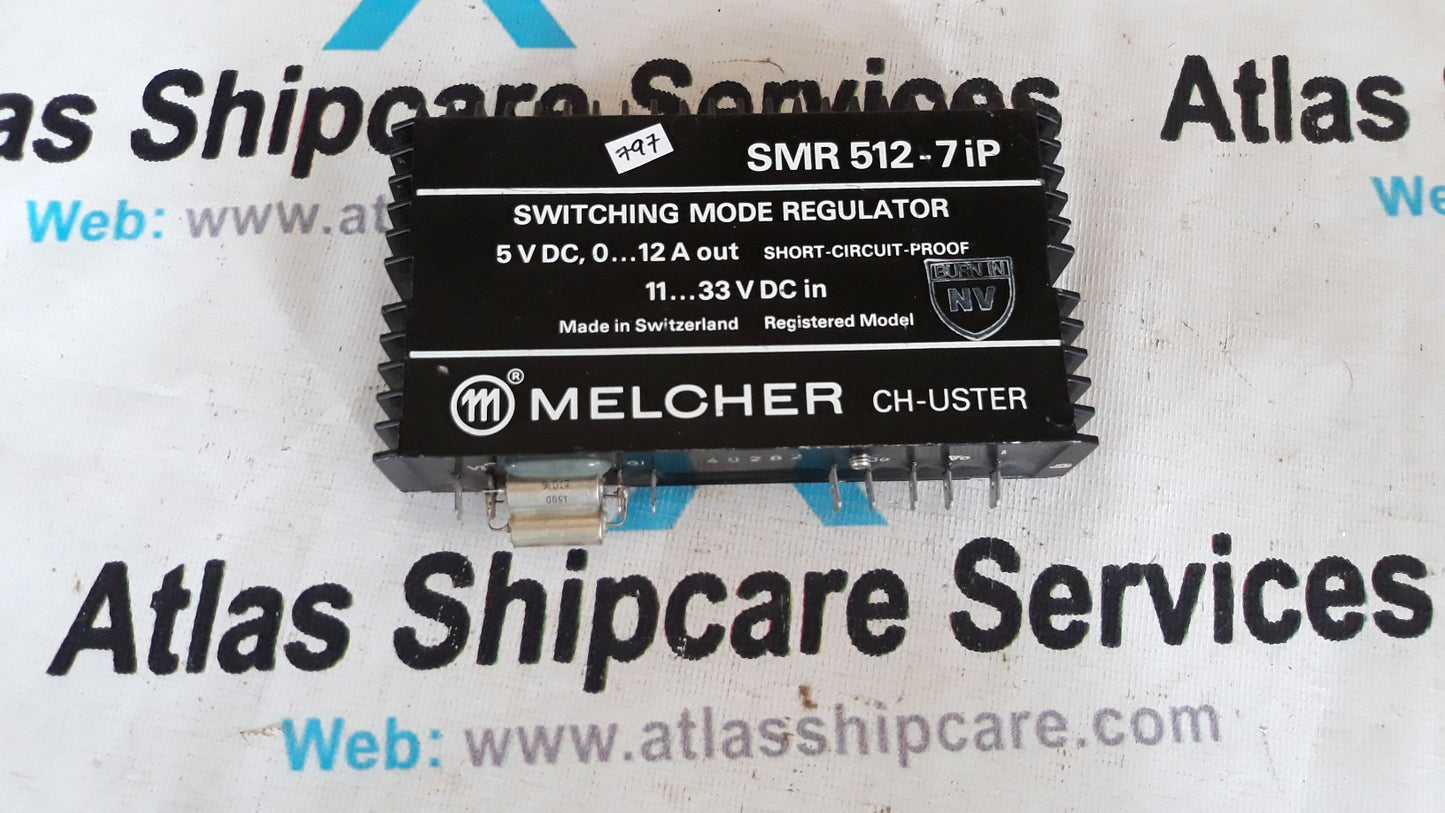 as Shipcare Services
Atlas
Web: www.at
We
797
SMR 512-7 iP
SWITCHING MODE REGULATOR
5 V DC, 0...12 A out SHORT-CIRCUIT-PROOF
11...33 V DC in
BURN IN
NV
Made in Switzerland Registered Model
m ® MELCHER CH-USTER
Gi
Atlas Shipcare Services
Web: www.atlasshipcare.com